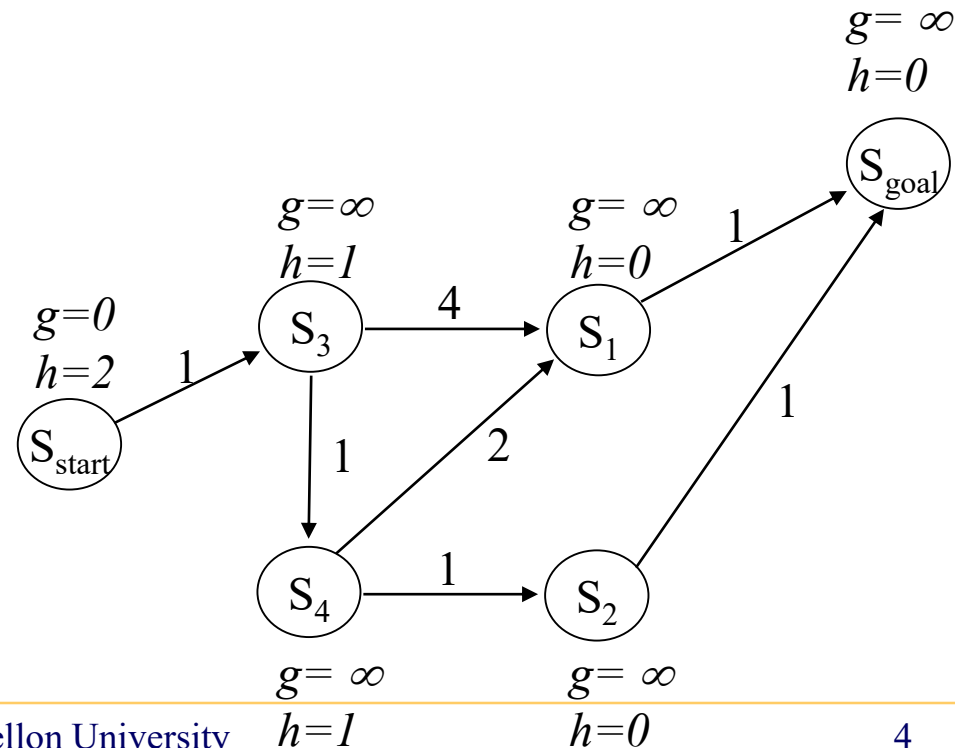 g= ∞
h=0
S_goal
g=∞
h=1
g= ∞
h=0
1
g=0
h=2
S_3
4
S_1
1
S_start
1
2
1
S_4
1
S_2
g= ∞
h=1
g= ∞
h=0
ellon University
4